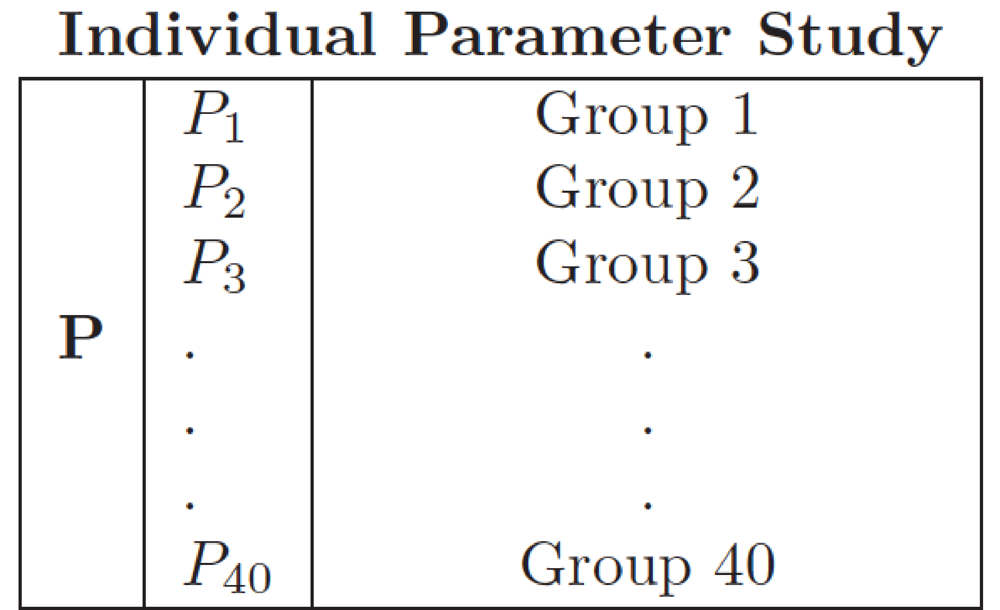 Individual Parameter Study
P₁ Group 1
P₂ Group 2
P₃ Group 3
P
. .
. .
. .
P₄₀ Group 40